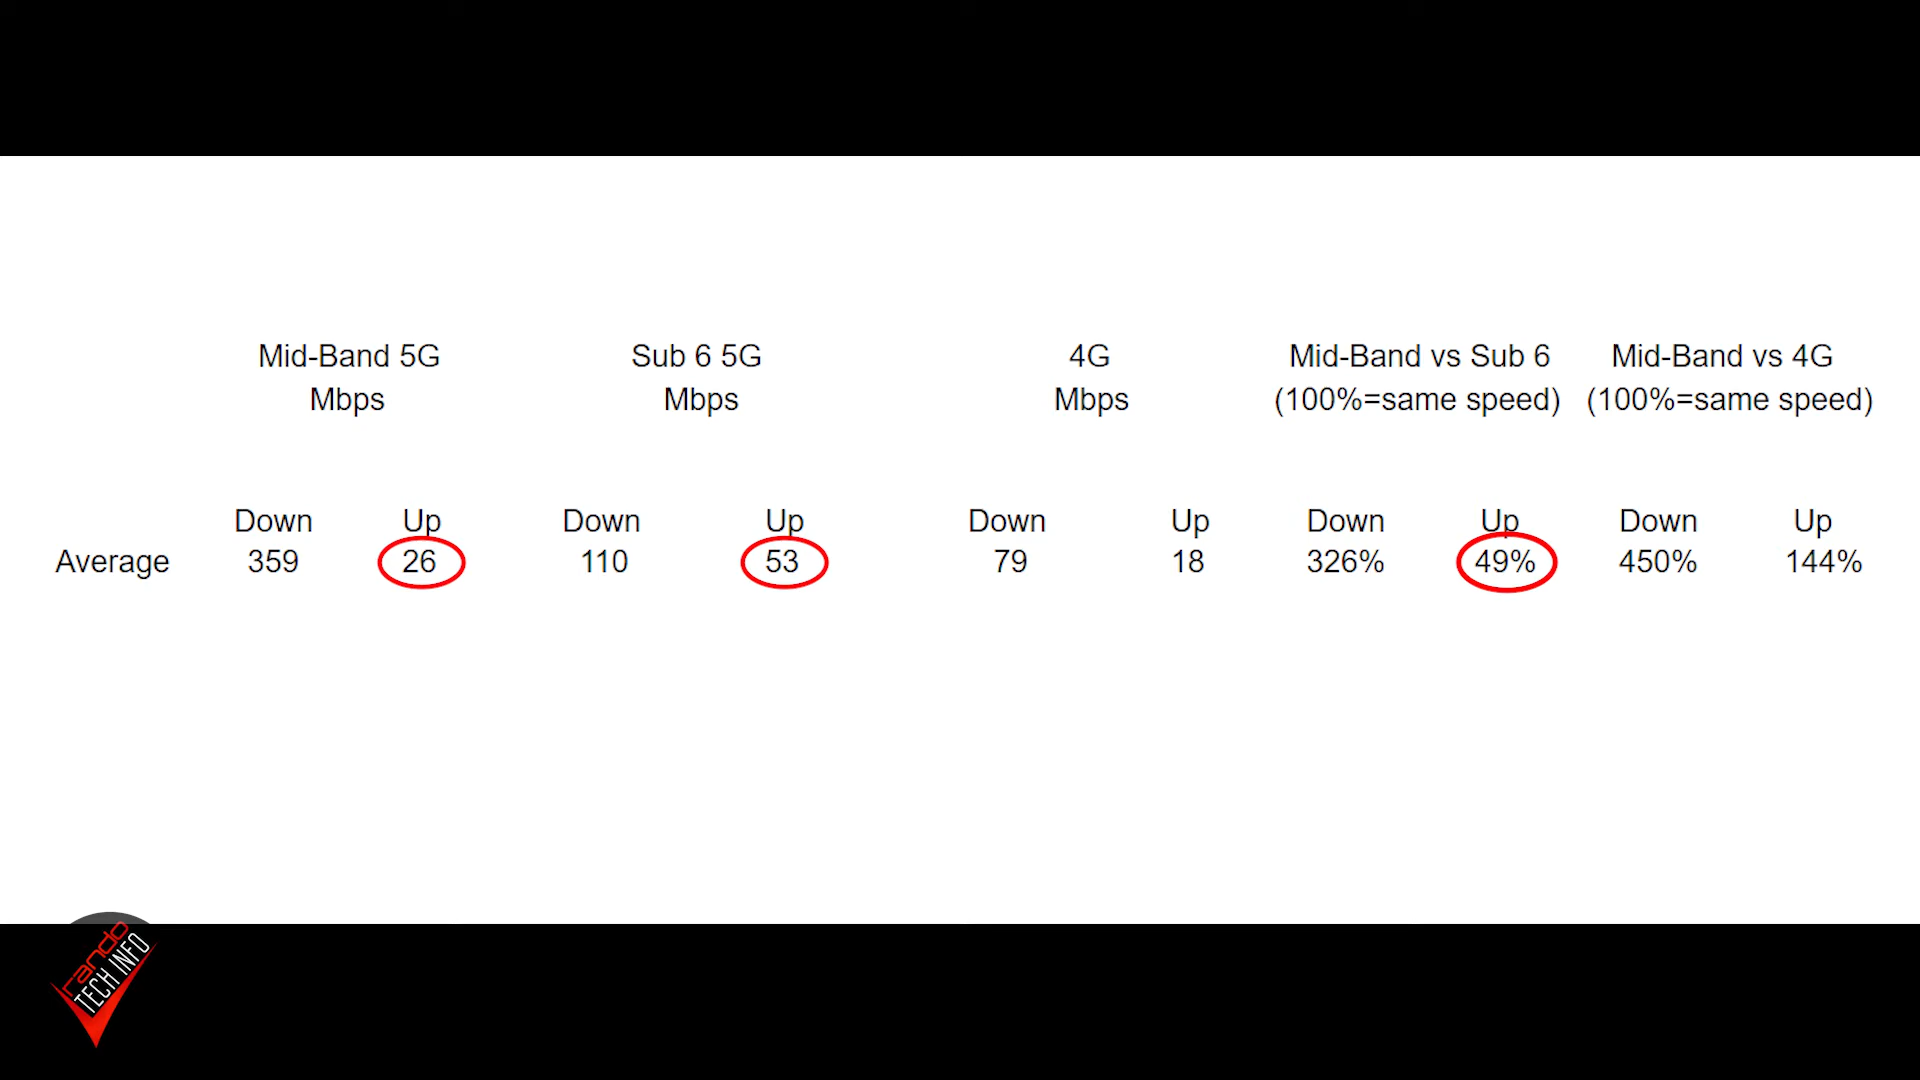 Mid-Band 5G Sub 6 5G 4G Mid-Band vs Sub 6 Mid-Band vs 4G
Mbps Mbps Mbps (100%=same speed) (100%=same speed)
Down Up Down Up Down Up Down Up Down Up
Average 359 26 110 53 79 18 326% 49% 450% 144%
rando
TECH INFO